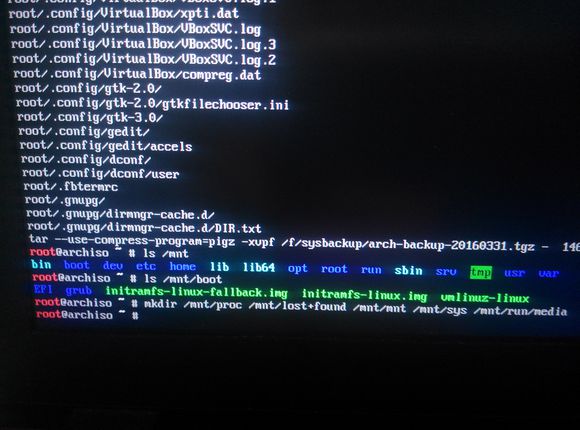 root/.config/VirtualBox/VBoxSVC.log.1
root/.config/VirtualBox/xpti.dat
root/.config/VirtualBox/VBoxSVC.log
root/.config/VirtualBox/VBoxSVC.log.3
root/.config/VirtualBox/VBoxSVC.log.2
root/.config/VirtualBox/compreg.dat
root/.config/gtk-2.0/
root/.config/gtk-2.0/gtkfilechooser.ini
root/.config/gtk-3.0/
root/.config/gedit/
root/.config/gedit/accels
root/.config/dconf/
root/.config/dconf/user
root/.fbtermrc
root/.gnupg/
root/.gnupg/dirmngr-cache.d/
root/.gnupg/dirmngr-cache.d/DIR.txt
tar --use-compress-program=pigz -xvpf /f/sysbackup/arch-backup-20160331.tgz - 146
root@archiso ~ # ls /mnt
bin boot dev etc home lib lib64 opt root run sbin srv tmp usr var
root@archiso ~ # ls /mnt/boot
EFI grub initramfs-linux-fallback.img initramfs-linux.img vmlinuz-linux
root@archiso ~ # mkdir /mnt/proc /mnt/lost+found /mnt/mnt /mnt/sys /mnt/run/media
root@archiso ~ #